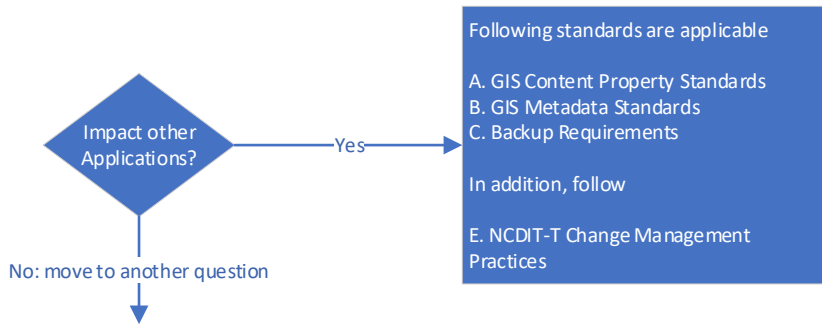 Impact other
Applications?
Yes
No: move to another question
Following standards are applicable
A. GIS Content Property Standards
B. GIS Metadata Standards
C. Backup Requirements
In addition, follow
E. NCDIT-T Change Management
Practices